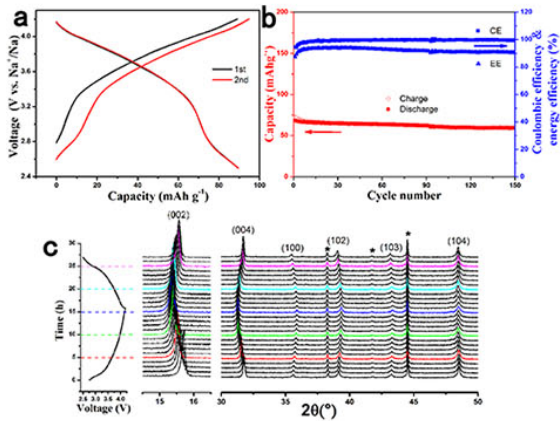 a
Voltage (V vs. Na⁺/Na)
4.2
3.6
3.0
2.4
1st
2nd
0
20
40
60
80
100
Capacity (mAh g⁻¹)
b
Capacity (mAhg⁻¹)
200
150
100
50
0
CE
EE
Charge
Discharge
0
30
60
90
120
150
Cycle number
120
100
80
60
40
20
0
Coulombic efficiency &
energy efficiency (%)
c
Time (h)
30
25
20
15
10
5
0
2.5 3.0 3.5 4.0
Voltage (V)
(002)
15
16
(004)
(100)
*
(102)
*
(103)
*
(104)
30
35
40
45
50
2θ(°)